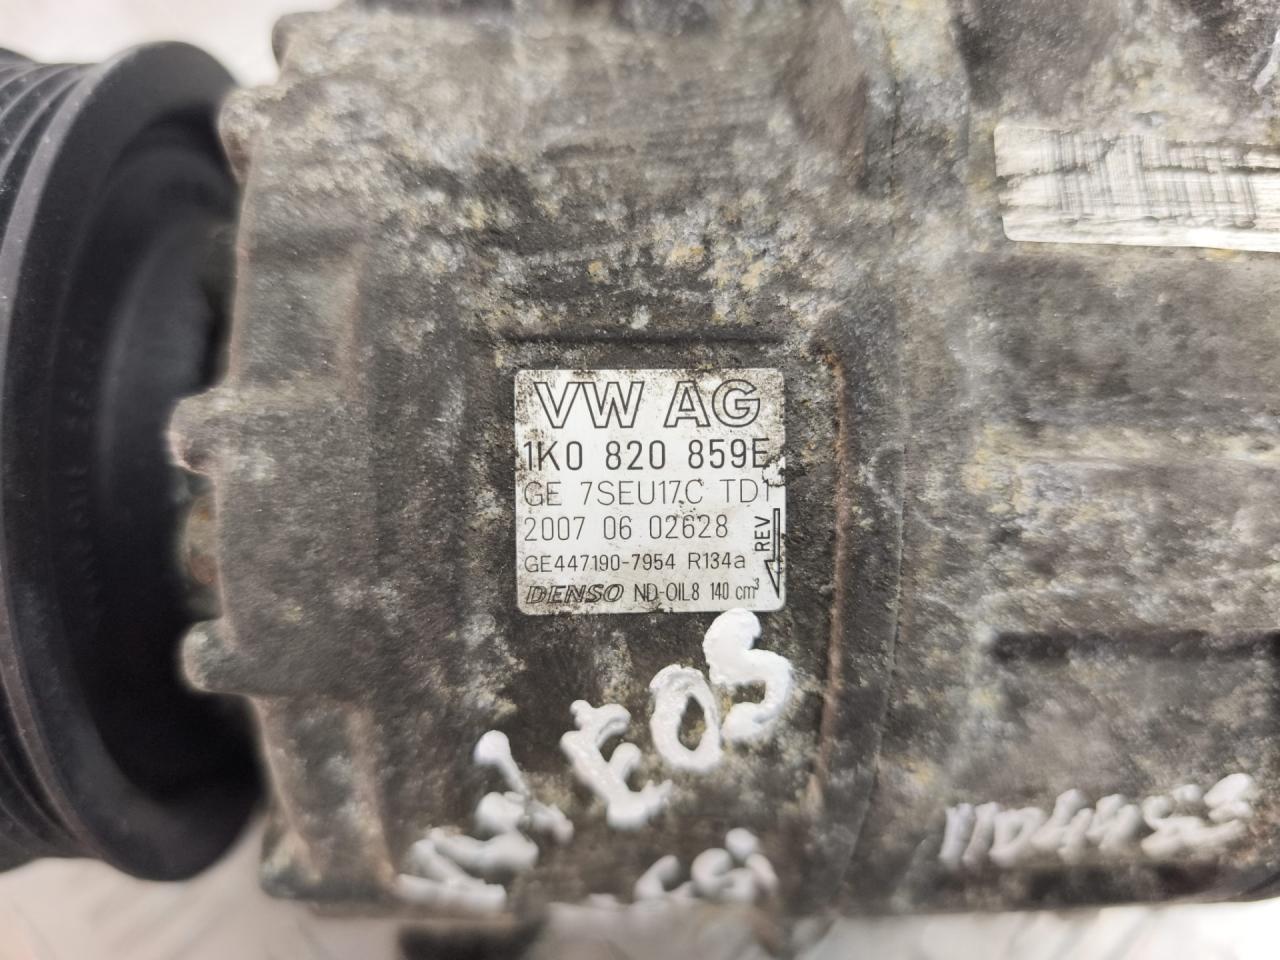 VW AG
1K0 820 859E
GE 7SEU17C TD1
2007 06 02628
REV
GE447190-7954 R134a
DENSO ND-OIL8 140 cm³
EOS